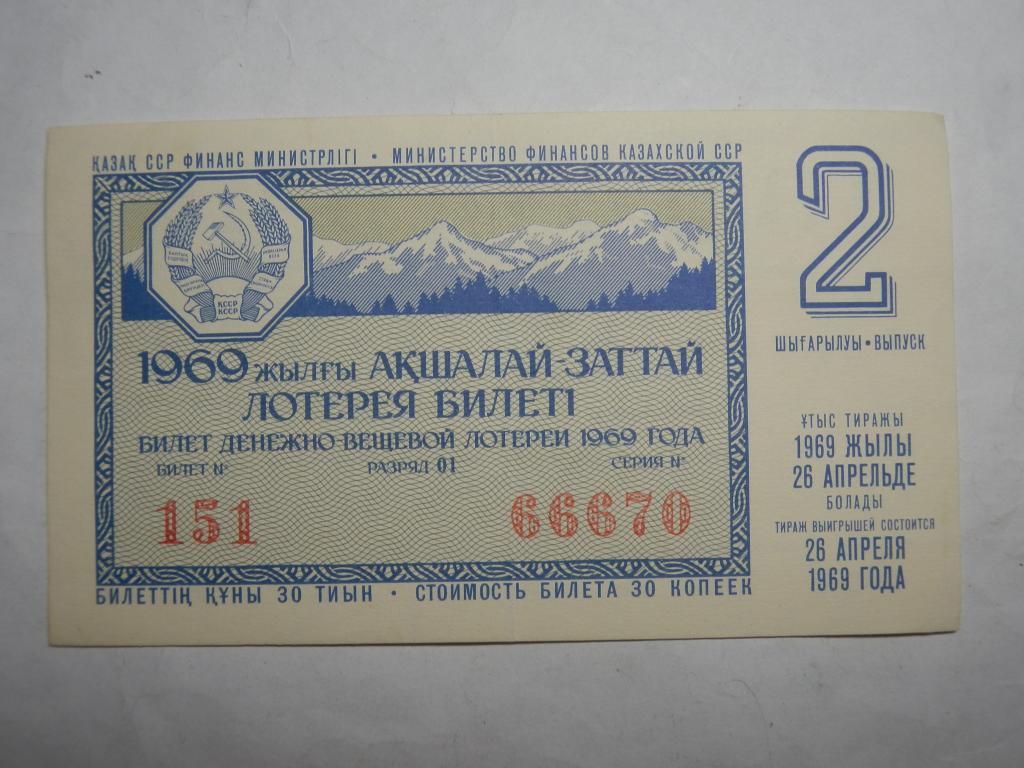 ҚАЗАҚ ССР ФИНАНС МИНИСТРЛІГІ • МИНИСТЕРСТВО ФИНАНСОВ КАЗАХСКОЙ ССР
КССР
КССР
1969 ЖЫЛҒЫ АҚШАЛАЙ-ЗАТТАЙ
ЛОТЕРЕЯ БИЛЕТІ
БИЛЕТ ДЕНЕЖНО-ВЕЩЕВОЙ ЛОТЕРЕИ 1969 ГОДА
БИЛЕТ № РАЗРЯД 01 СЕРИЯ №
151 66670
БИЛЕТТІҢ ҚҰНЫ 30 ТИЫН • СТОИМОСТЬ БИЛЕТА 30 КОПЕЕК
2
ШЫҒАРЫЛУЫ • ВЫПУСК
ҰТЫС ТИРАЖЫ
1969 ЖЫЛЫ
26 АПРЕЛЬДЕ
БОЛАДЫ
ТИРАЖ ВЫИГРЫШЕЙ СОСТОИТСЯ
26 АПРЕЛЯ
1969 ГОДА